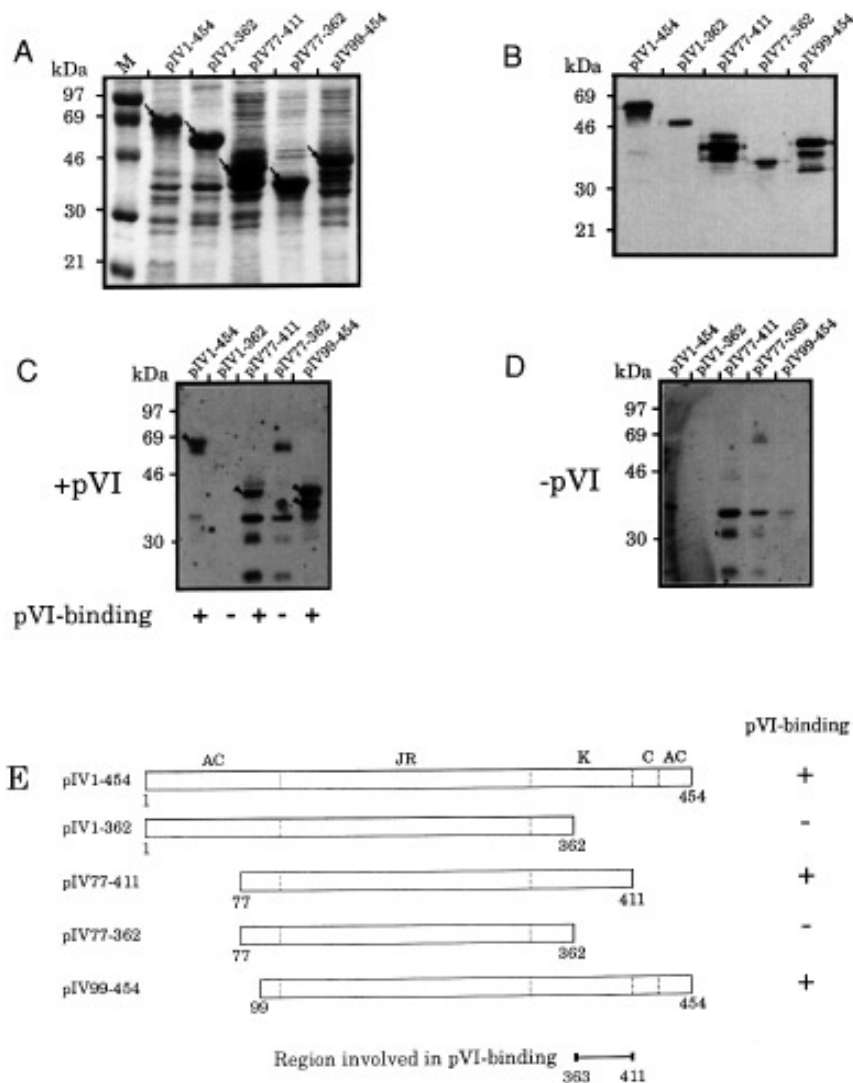 A
kDa
M
pIV1-454
pIV1-362
pIV77-411
pIV77-362
pIV99-454
97
69
46
30
21
B
kDa
pIV1-454
pIV1-362
pIV77-411
pIV77-362
pIV99-454
69
46
30
21
C
kDa
pIV1-454
pIV1-362
pIV77-411
pIV77-362
pIV99-454
97
69
46
30
+pVI
pVI-binding + - + - +
D
kDa
pIV1-454
pIV1-362
pIV77-411
pIV77-362
pIV99-454
97
69
46
30
-pVI
E
pVI-binding
AC JR K C AC
pIV1-454 +
1 454
pIV1-362 -
1 362
pIV77-411 +
77 411
pIV77-362 -
77 362
pIV99-454 +
99 454
Region involved in pVI-binding
363 411